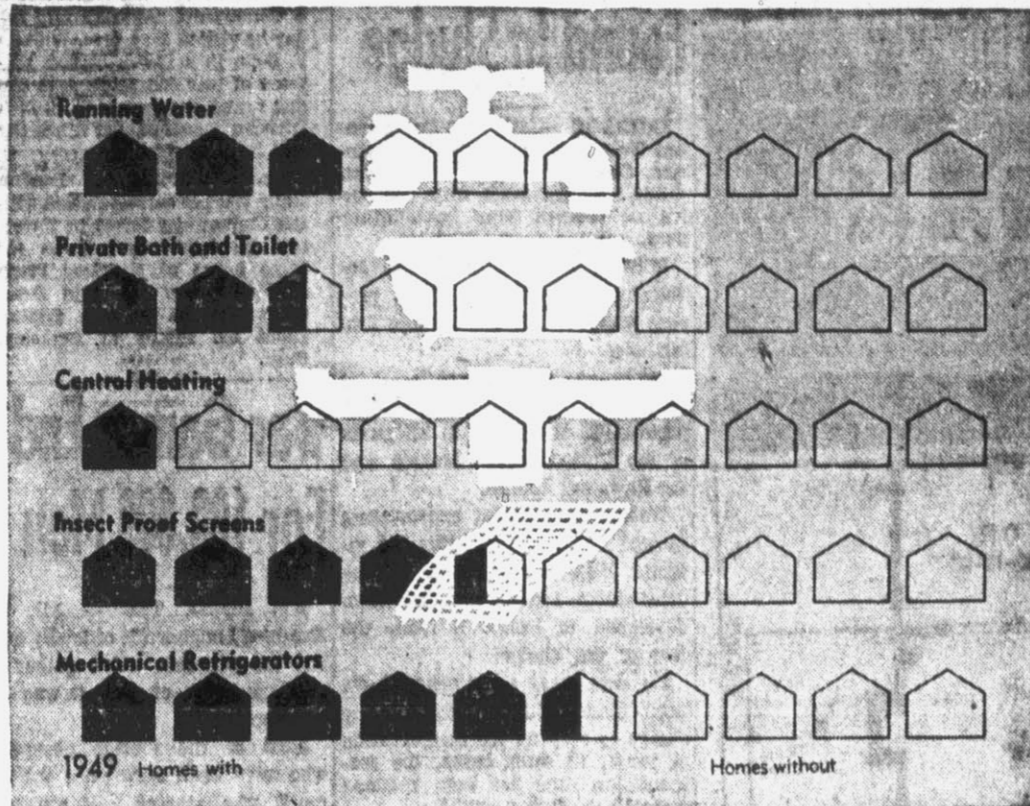 Running Water
Private Bath and Toilet
Central Heating
Insect Proof Screens
Mechanical Refrigerators
1949 Homes with Homes without